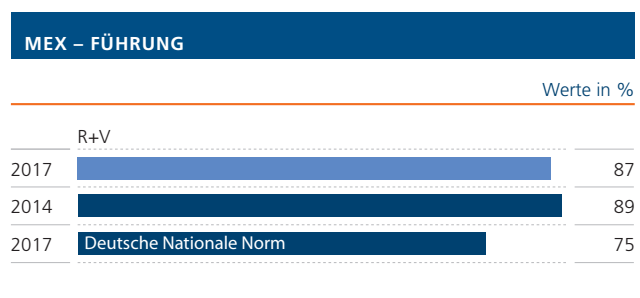 MEX – FÜHRUNG
Werte in %
R+V
2017 87
2014 89
2017 Deutsche Nationale Norm 75